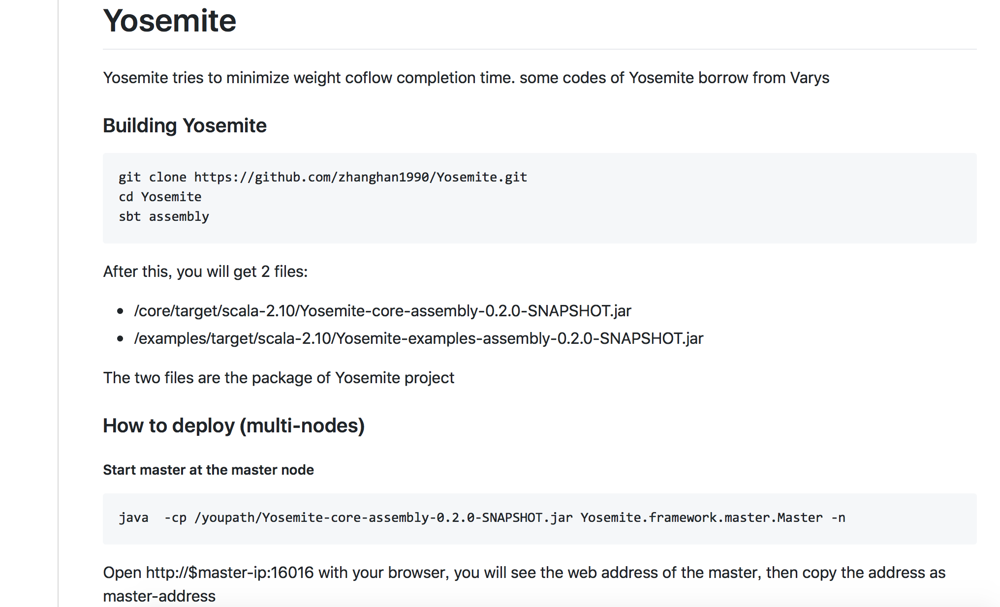 Yosemite
Yosemite tries to minimize weight coflow completion time. some codes of Yosemite borrow from Varys
Building Yosemite
git clone https://github.com/zhanghan1990/Yosemite.git
cd Yosemite
sbt assembly
After this, you will get 2 files:
/core/target/scala-2.10/Yosemite-core-assembly-0.2.0-SNAPSHOT.jar
/examples/target/scala-2.10/Yosemite-examples-assembly-0.2.0-SNAPSHOT.jar
The two files are the package of Yosemite project
How to deploy (multi-nodes)
Start master at the master node
java  -cp /youpath/Yosemite-core-assembly-0.2.0-SNAPSHOT.jar Yosemite.framework.master.Master -n
Open http://$master-ip:16016 with your browser, you will see the web address of the master, then copy the address as
master-address